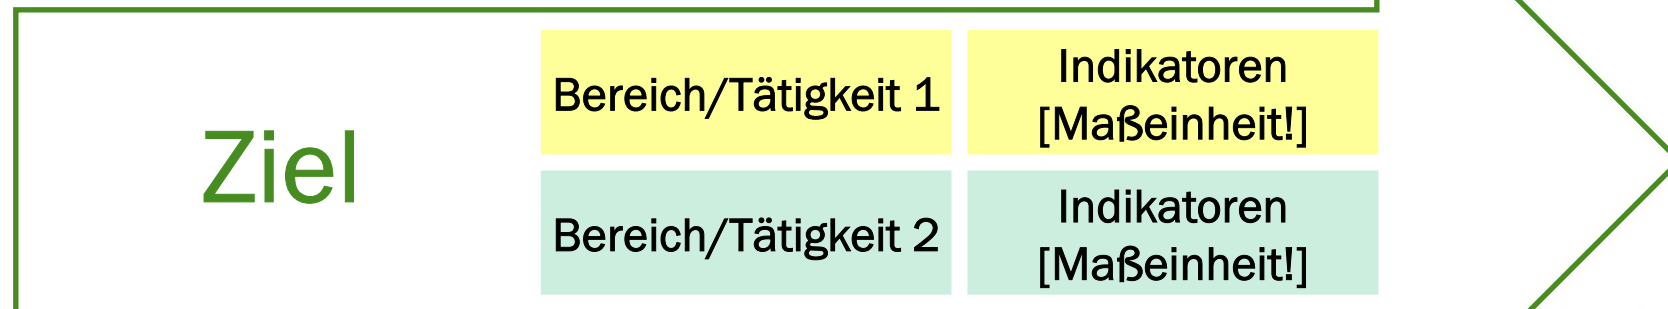 Ziel
Bereich/Tätigkeit 1
Indikatoren
[Maßeinheit!]
Bereich/Tätigkeit 2
Indikatoren
[Maßeinheit!]